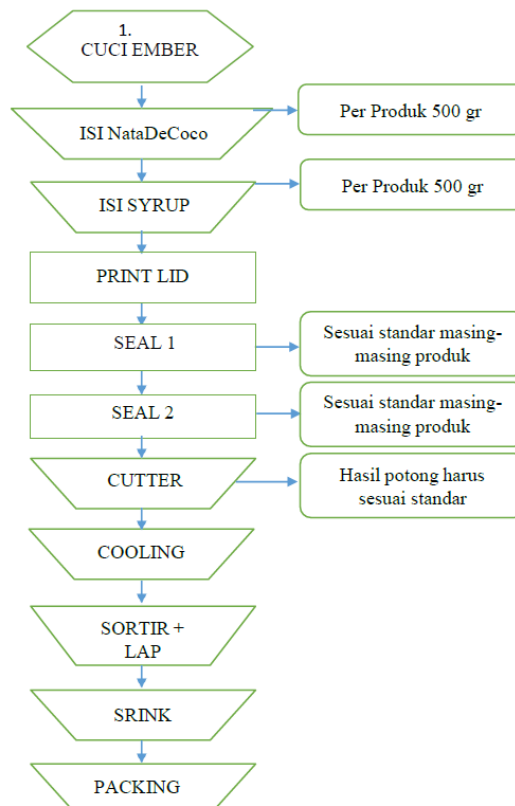 1.
CUCI EMBER
ISI NataDeCoco
Per Produk 500 gr
ISI SYRUP
Per Produk 500 gr
PRINT LID
SEAL 1
Sesuai standar masing-
masing produk
SEAL 2
Sesuai standar masing-
masing produk
CUTTER
Hasil potong harus
sesuai standar
COOLING
SORTIR +
LAP
SRINK
PACKING